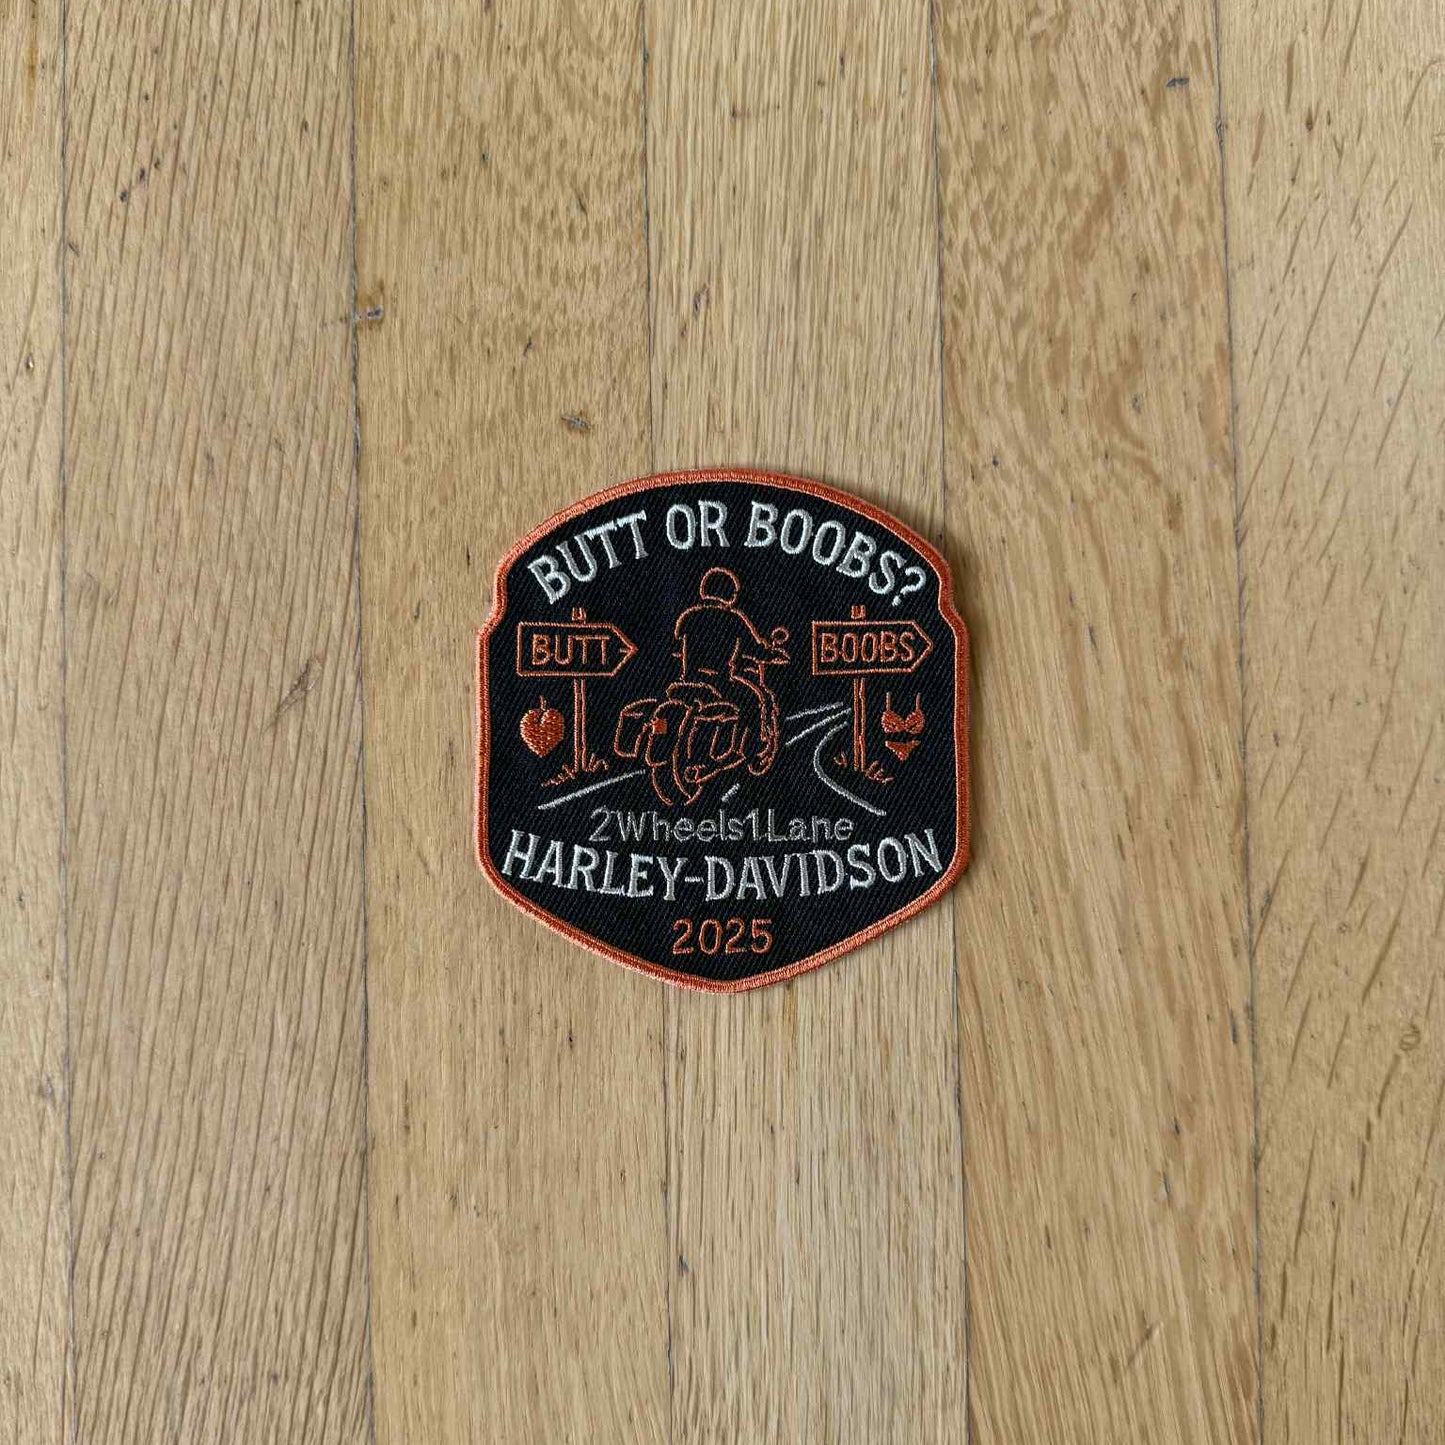 BUTT OR BOOBS?
BUTT
BOOBS
2Wheels1Lane
HARLEY-DAVIDSON
2025